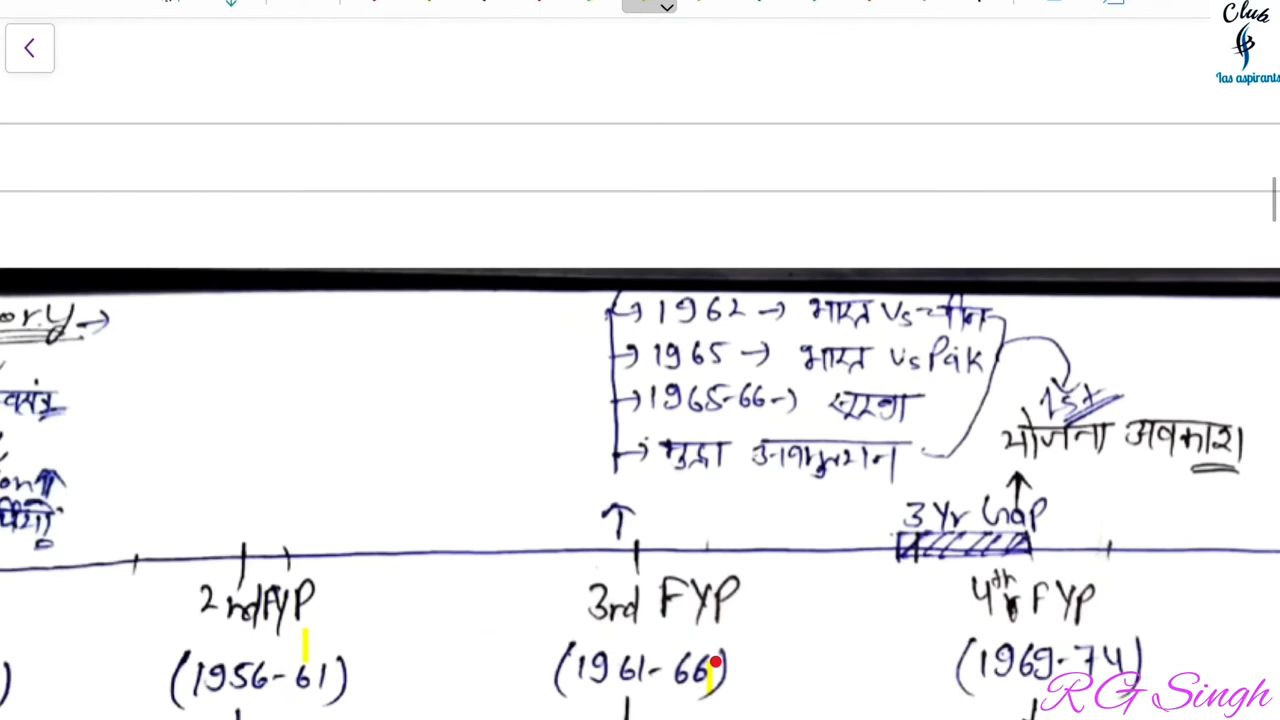 Club
Ias aspirants
ory →
→ 1962 → भारत Vs चीन
→ 1965 → भारत Vs Pak
→ 1965-66 → सूखा
→ मुद्रा अवमूल्यन
1st
योजना अवकाश
3 Yr Gap
2nd FYP
3rd FYP
4th FYP
(1956-61)
(1961-66)
(1969-74)
RG Singh